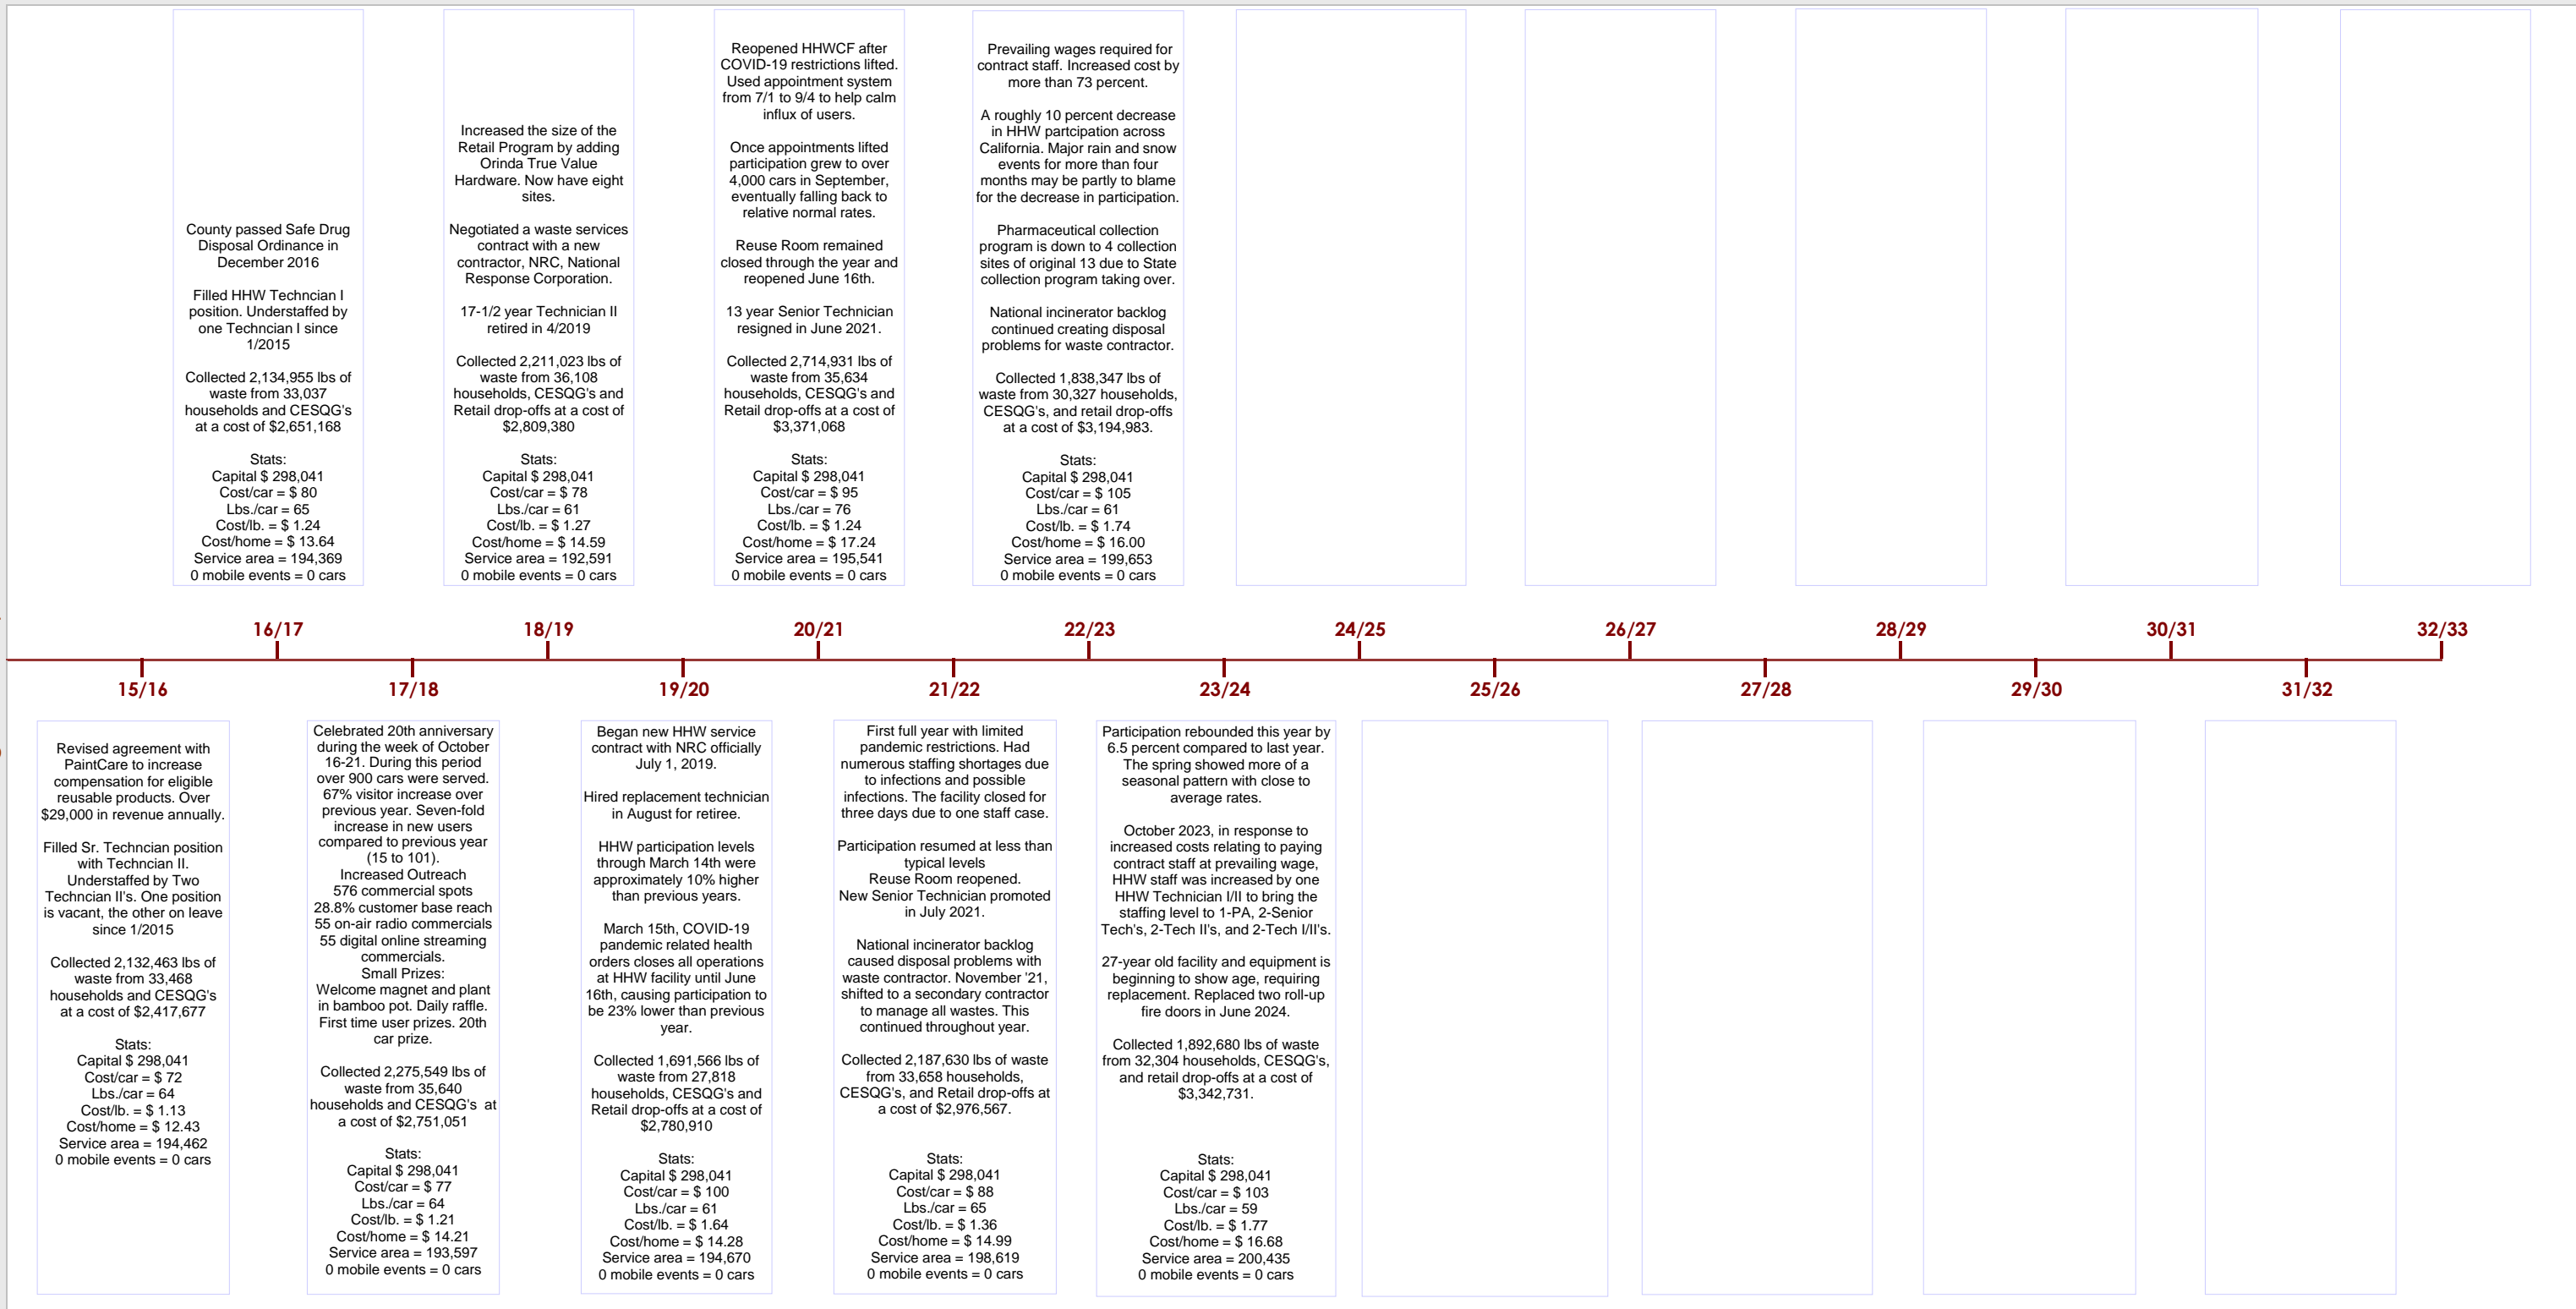 County passed Safe Drug
Disposal Ordinance in
December 2016
Filled HHW Techncian I
position. Understaffed by
one Techncian I since
1/2015
Collected 2,134,955 lbs of
waste from 33,037
households and CESQG's
at a cost of $2,651,168
Stats:
Capital $ 298,041
Cost/car = $ 80
Lbs./car = 65
Cost/lb. = $ 1.24
Cost/home = $ 13.64
Service area = 194,369
0 mobile events = 0 cars
Increased the size of the
Retail Program by adding
Orinda True Value
Hardware. Now have eight
sites.
Negotiated a waste services
contract with a new
contractor, NRC, National
Response Corporation.
17-1/2 year Technician II
retired in 4/2019
Collected 2,211,023 lbs of
waste from 36,108
households, CESQG's and
Retail drop-offs at a cost of
$2,809,380
Stats:
Capital $ 298,041
Cost/car = $ 78
Lbs./car = 61
Cost/lb. = $ 1.27
Cost/home = $ 14.59
Service area = 192,591
0 mobile events = 0 cars
Reopened HHWCF after
COVID-19 restrictions lifted.
Used appointment system
from 7/1 to 9/4 to help calm
influx of users.
Once appointments lifted
participation grew to over
4,000 cars in September,
eventually falling back to
relative normal rates.
Reuse Room remained
closed through the year and
reopened June 16th.
13 year Senior Technician
resigned in June 2021.
Collected 2,714,931 lbs of
waste from 35,634
households, CESQG's and
Retail drop-offs at a cost of
$3,371,068
Stats:
Capital $ 298,041
Cost/car = $ 95
Lbs./car = 76
Cost/lb. = $ 1.24
Cost/home = $ 17.24
Service area = 195,541
0 mobile events = 0 cars
Prevailing wages required for
contract staff. Increased cost by
more than 73 percent.
A roughly 10 percent decrease
in HHW partcipation across
California. Major rain and snow
events for more than four
months may be partly to blame
for the decrease in participation.
Pharmaceutical collection
program is down to 4 collection
sites of original 13 due to State
collection program taking over.
National incinerator backlog
continued creating disposal
problems for waste contractor.
Collected 1,838,347 lbs of
waste from 30,327 households,
CESQG's, and retail drop-offs
at a cost of $3,194,983.
Stats:
Capital $ 298,041
Cost/car = $ 105
Lbs./car = 61
Cost/lb. = $ 1.74
Cost/home = $ 16.00
Service area = 199,653
0 mobile events = 0 cars
16/17
18/19
20/21
22/23
24/25
26/27
28/29
30/31
32/33
15/16
17/18
19/20
21/22
23/24
25/26
27/28
29/30
31/32
Revised agreement with
PaintCare to increase
compensation for eligible
reusable products. Over
$29,000 in revenue annually.
Filled Sr. Techncian position
with Techncian II.
Understaffed by Two
Techncian II's. One position
is vacant, the other on leave
since 1/2015
Collected 2,132,463 lbs of
waste from 33,468
households and CESQG's
at a cost of $2,417,677
Stats:
Capital $ 298,041
Cost/car = $ 72
Lbs./car = 64
Cost/lb. = $ 1.13
Cost/home = $ 12.43
Service area = 194,462
0 mobile events = 0 cars
Celebrated 20th anniversary
during the week of October
16-21. During this period
over 900 cars were served.
67% visitor increase over
previous year. Seven-fold
increase in new users
compared to previous year
(15 to 101).
Increased Outreach
576 commercial spots
28.8% customer base reach
55 on-air radio commercials
55 digital online streaming
commercials.
Small Prizes:
Welcome magnet and plant
in bamboo pot. Daily raffle.
First time user prizes. 20th
car prize.
Collected 2,275,549 lbs of
waste from 35,640
households and CESQG's at
a cost of $2,751,051
Stats:
Capital $ 298,041
Cost/car = $ 77
Lbs./car = 64
Cost/lb. = $ 1.21
Cost/home = $ 14.21
Service area = 193,597
0 mobile events = 0 cars
Began new HHW service
contract with NRC officially
July 1, 2019.
Hired replacement technician
in August for retiree.
HHW participation levels
through March 14th were
approximately 10% higher
than previous years.
March 15th, COVID-19
pandemic related health
orders closes all operations
at HHW facility until June
16th, causing participation to
be 23% lower than previous
year.
Collected 1,691,566 lbs of
waste from 27,818
households, CESQG's and
Retail drop-offs at a cost of
$2,780,910
Stats:
Capital $ 298,041
Cost/car = $ 100
Lbs./car = 61
Cost/lb. = $ 1.64
Cost/home = $ 14.28
Service area = 194,670
0 mobile events = 0 cars
First full year with limited
pandemic restrictions. Had
numerous staffing shortages due
to infections and possible
infections. The facility closed for
three days due to one staff case.
Participation resumed at less than
typical levels
Reuse Room reopened.
New Senior Technician promoted
in July 2021.
National incinerator backlog
caused disposal problems with
waste contractor. November '21,
shifted to a secondary contractor
to manage all wastes. This
continued throughout year.
Collected 2,187,630 lbs of waste
from 33,658 households,
CESQG's, and Retail drop-offs at
a cost of $2,976,567.
Stats:
Capital $ 298,041
Cost/car = $ 88
Lbs./car = 65
Cost/lb. = $ 1.36
Cost/home = $ 14.99
Service area = 198,619
0 mobile events = 0 cars
Participation rebounded this year by
6.5 percent compared to last year.
The spring showed more of a
seasonal pattern with close to
average rates.
October 2023, in response to
increased costs relating to paying
contract staff at prevailing wage,
HHW staff was increased by one
HHW Technician I/II to bring the
staffing level to 1-PA, 2-Senior
Tech's, 2-Tech II's, and 2-Tech I/II's.
27-year old facility and equipment is
beginning to show age, requiring
replacement. Replaced two roll-up
fire doors in June 2024.
Collected 1,892,680 lbs of waste
from 32,304 households, CESQG's,
and retail drop-offs at a cost of
$3,342,731.
Stats:
Capital $ 298,041
Cost/car = $ 103
Lbs./car = 59
Cost/lb. = $ 1.77
Cost/home = $ 16.68
Service area = 200,435
0 mobile events = 0 cars